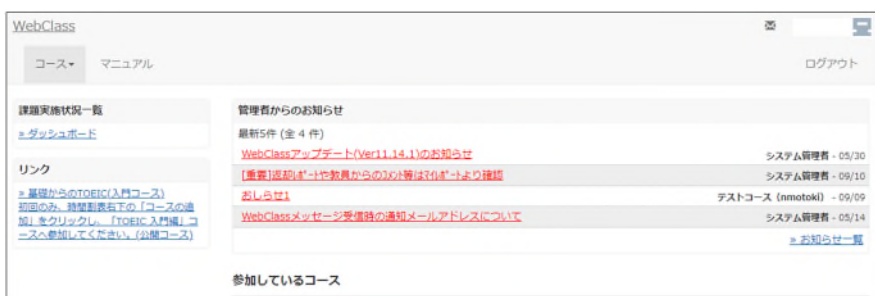 WebClass
コース▾ マニュアル ログアウト
課題実施状況一覧
» ダッシュボード
リンク
» 基礎からのTOEIC(入門コース)
初回のみ、時間割表右下の「コースの追
加」をクリックし、「TOEIC 入門編」コ
ースへ参加してください。(公開コース)
管理者からのお知らせ
最新5件 (全 4 件)
WebClassアップデート(Ver11.14.1)のお知らせ システム管理者 - 05/30
[重要]返却ﾚﾎﾟｰﾄや教員からのｺﾒﾝﾄ等はﾏｲﾚﾎﾟｰﾄより確認 システム管理者 - 09/10
おしらせ1 テストコース (nmotoki) - 09/09
WebClassメッセージ受信時の通知メールアドレスについて システム管理者 - 05/14
» お知らせ一覧
参加しているコース